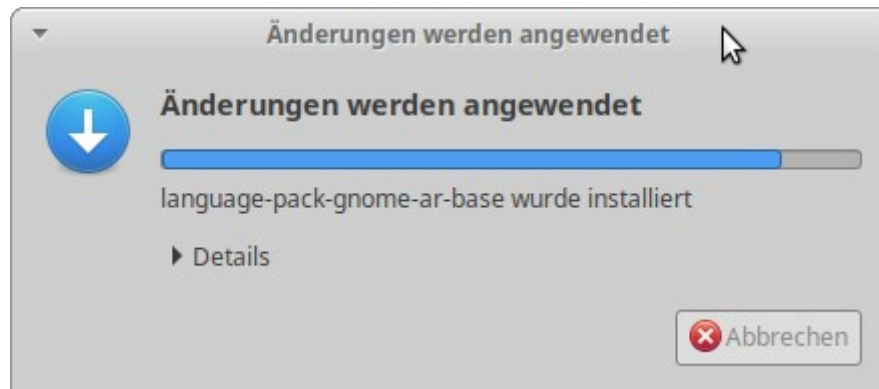 Änderungen werden angewendet
Änderungen werden angewendet
language-pack-gnome-ar-base wurde installiert
Details
Abbrechen